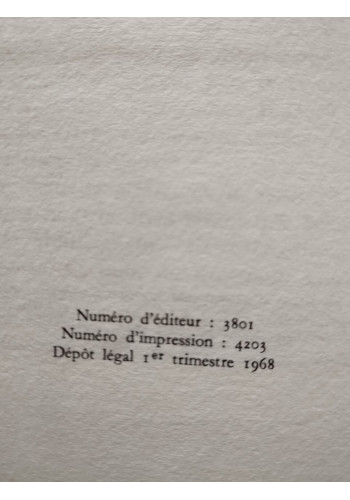 Numéro d'éditeur : 3801
Numéro d'impression : 4203
Dépôt légal 1er trimestre 1968